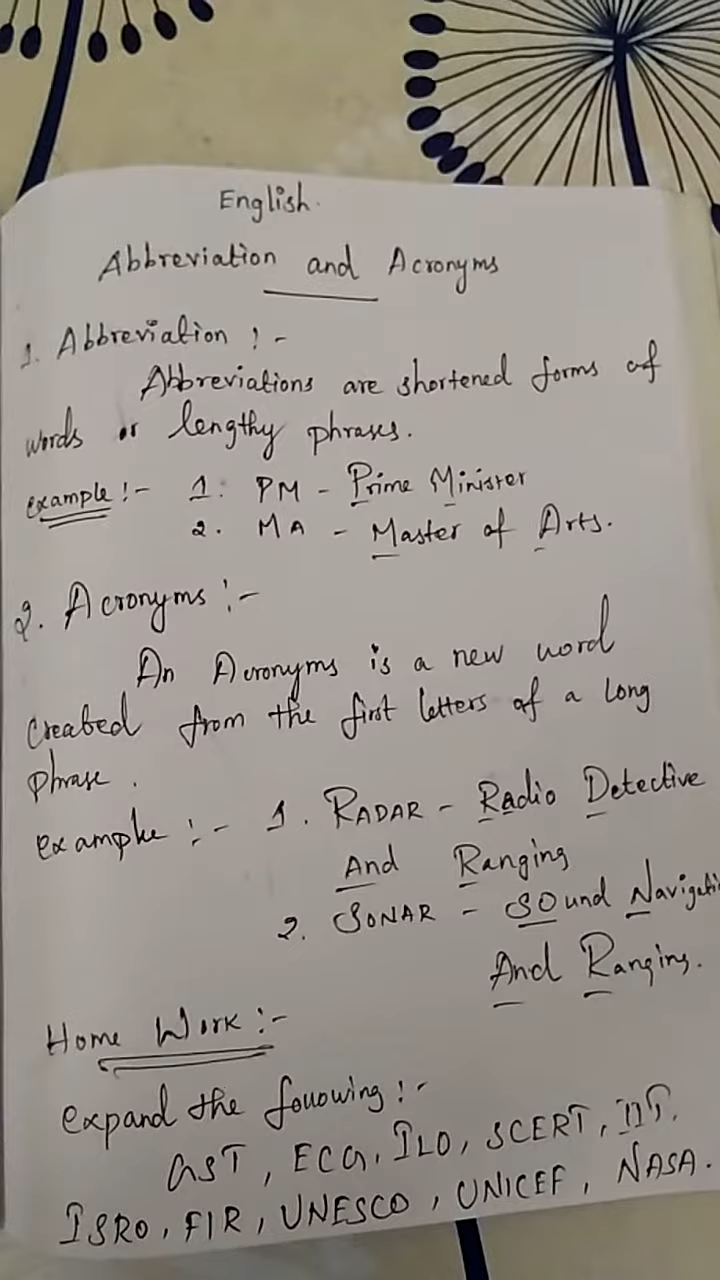 English.
Abbreviation and Acronyms
1. Abbreviation :-
Abbreviations are shortened forms of
words or lengthy phrases.
example :- 1. PM - Prime Minister
2. MA - Master of Arts.
2. Acronyms :-
An Acronyms is a new word
Created from the first letters of a long
phrase.
example :- 1. RADAR - Radio Detective
And Ranging
2. SONAR - SOund Navigati
And Ranging.
Home Work :-
Expand the following :-
GST, ECG, ILO, SCERT, IIT,
ISRO, FIR, UNESCO, UNICEF, NASA.